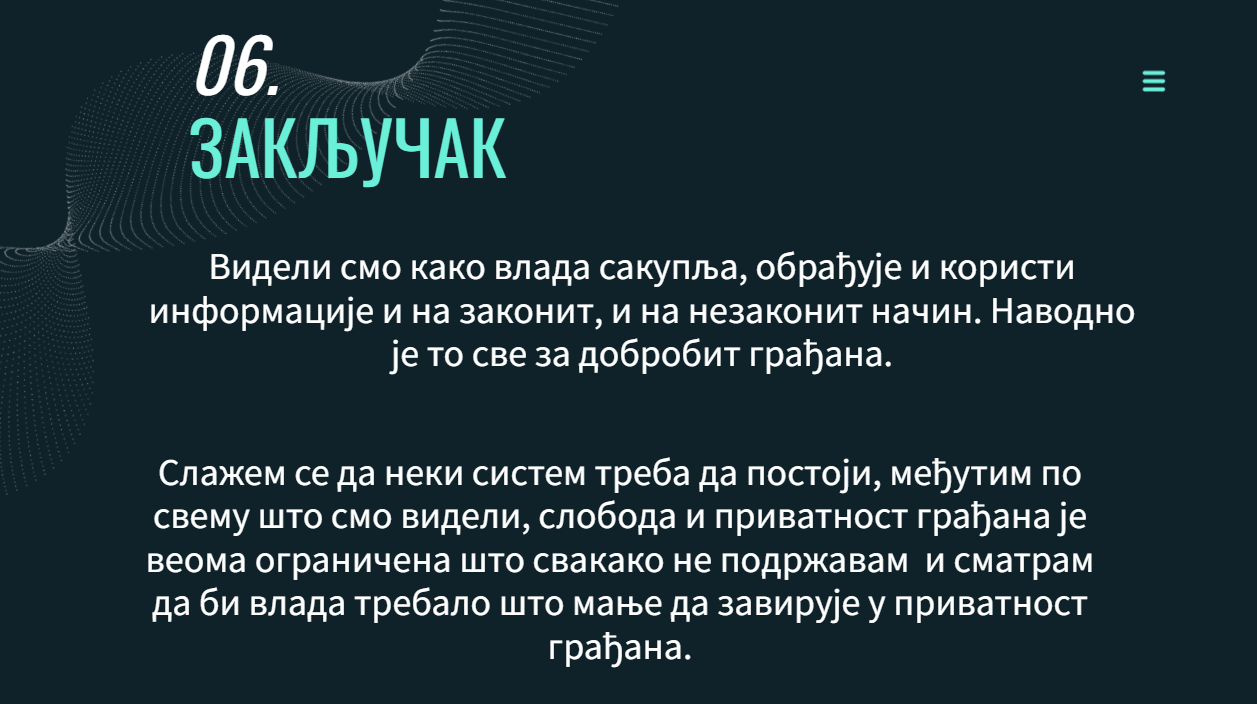 06.
ЗАКЉУЧАК
Видели смо како влада сакупља, обрађује и користи
информације и на законит, и на незаконит начин. Наводно
је то све за добробит грађана.
Слажем се да неки систем треба да постоји, међутим по
свему што смо видели, слобода и приватност грађана је
веома ограничена што свакако не подржавам  и сматрам
да би влада требало што мање да завирује у приватност
грађана.